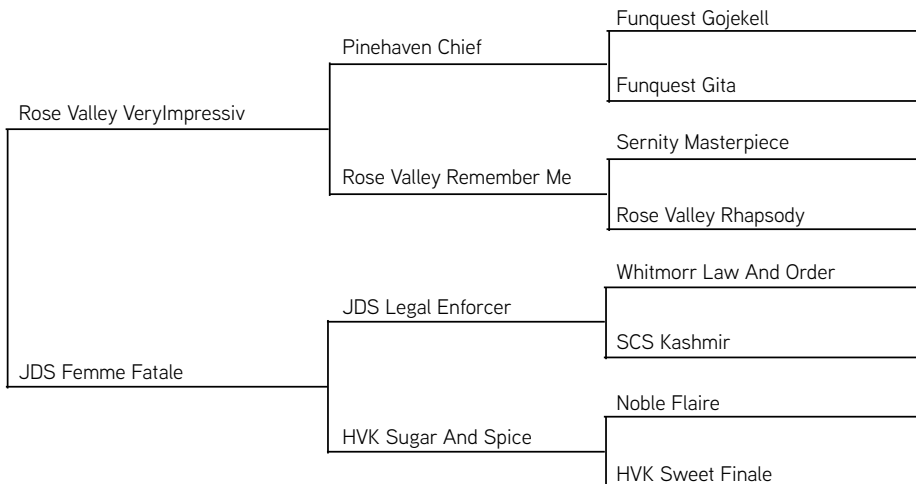 Funquest Gojekell
Pinehaven Chief
Funquest Gita
Rose Valley VeryImpressiv
Sernity Masterpiece
Rose Valley Remember Me
Rose Valley Rhapsody
Whitmorr Law And Order
JDS Legal Enforcer
SCS Kashmir
JDS Femme Fatale
Noble Flaire
HVK Sugar And Spice
HVK Sweet Finale